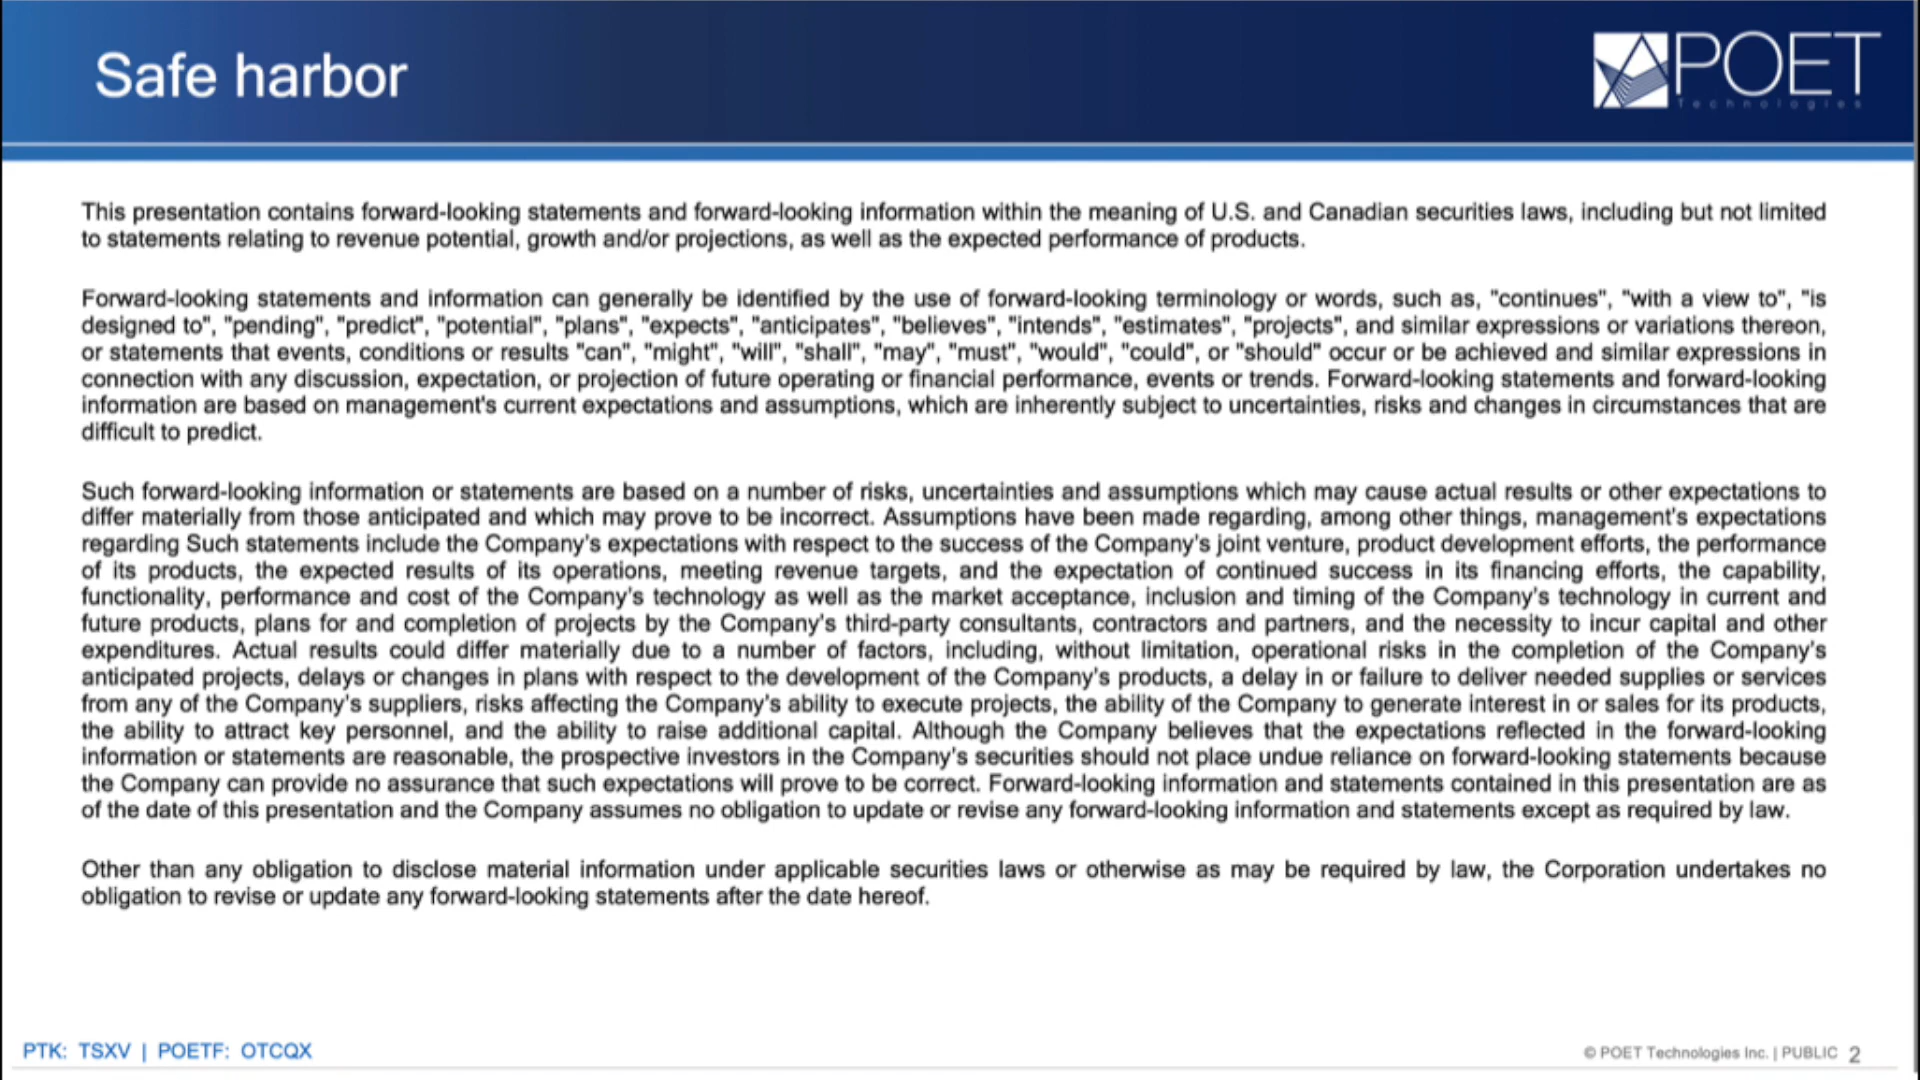 Safe harbor
POET
Technologies
This presentation contains forward-looking statements and forward-looking information within the meaning of U.S. and Canadian securities laws, including but not limited
to statements relating to revenue potential, growth and/or projections, as well as the expected performance of products.
Forward-looking statements and information can generally be identified by the use of forward-looking terminology or words, such as, "continues", "with a view to", "is
designed to", "pending", "predict", "potential", "plans", "expects", "anticipates", "believes", "intends", "estimates", "projects", and similar expressions or variations thereon,
or statements that events, conditions or results "can", "might", "will", "shall", "may", "must", "would", "could", or "should" occur or be achieved and similar expressions in
connection with any discussion, expectation, or projection of future operating or financial performance, events or trends. Forward-looking statements and forward-looking
information are based on management's current expectations and assumptions, which are inherently subject to uncertainties, risks and changes in circumstances that are
difficult to predict.
Such forward-looking information or statements are based on a number of risks, uncertainties and assumptions which may cause actual results or other expectations to
differ materially from those anticipated and which may prove to be incorrect. Assumptions have been made regarding, among other things, management's expectations
regarding Such statements include the Company's expectations with respect to the success of the Company's joint venture, product development efforts, the performance
of its products, the expected results of its operations, meeting revenue targets, and the expectation of continued success in its financing efforts, the capability,
functionality, performance and cost of the Company's technology as well as the market acceptance, inclusion and timing of the Company's technology in current and
future products, plans for and completion of projects by the Company's third-party consultants, contractors and partners, and the necessity to incur capital and other
expenditures. Actual results could differ materially due to a number of factors, including, without limitation, operational risks in the completion of the Company's
anticipated projects, delays or changes in plans with respect to the development of the Company's products, a delay in or failure to deliver needed supplies or services
from any of the Company's suppliers, risks affecting the Company's ability to execute projects, the ability of the Company to generate interest in or sales for its products,
the ability to attract key personnel, and the ability to raise additional capital. Although the Company believes that the expectations reflected in the forward-looking
information or statements are reasonable, the prospective investors in the Company's securities should not place undue reliance on forward-looking statements because
the Company can provide no assurance that such expectations will prove to be correct. Forward-looking information and statements contained in this presentation are as
of the date of this presentation and the Company assumes no obligation to update or revise any forward-looking information and statements except as required by law.
Other than any obligation to disclose material information under applicable securities laws or otherwise as may be required by law, the Corporation undertakes no
obligation to revise or update any forward-looking statements after the date hereof.
PTK: TSXV | POETF: OTCQX
© POET Technologies Inc. | PUBLIC 2